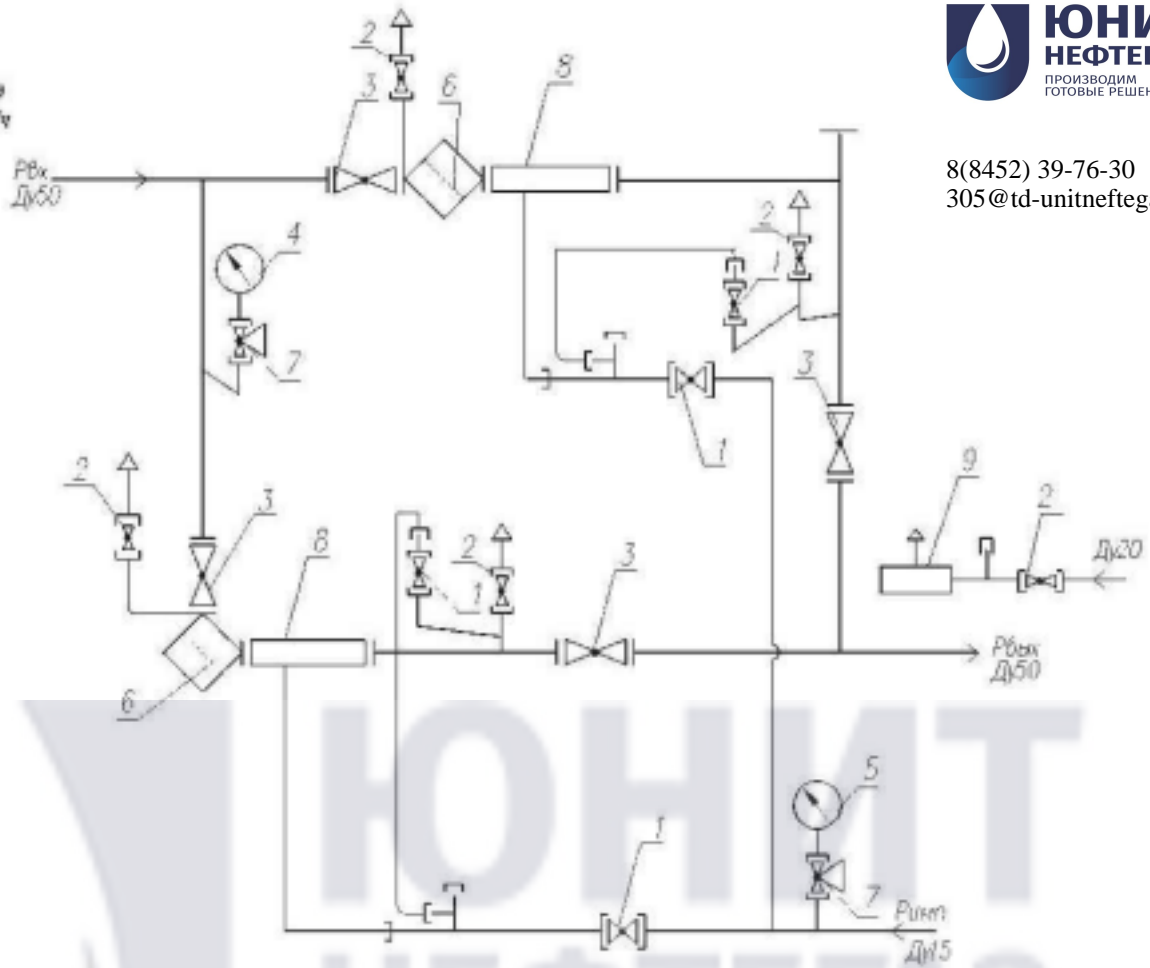 ЮНИ
НЕФТЕГ
ПРОИЗВОДИМ
ГОТОВЫЕ РЕШЕН
8(8452) 39-76-30
305@td-unitnefteg
2
3
6
8
Рвх
Ду50
4
7
2
1
3
1
2
3
8
1
2
3
9
2
Ду20
Рвых
Ду50
6
5
1
7
Римп
Ду15
ЮНИТ